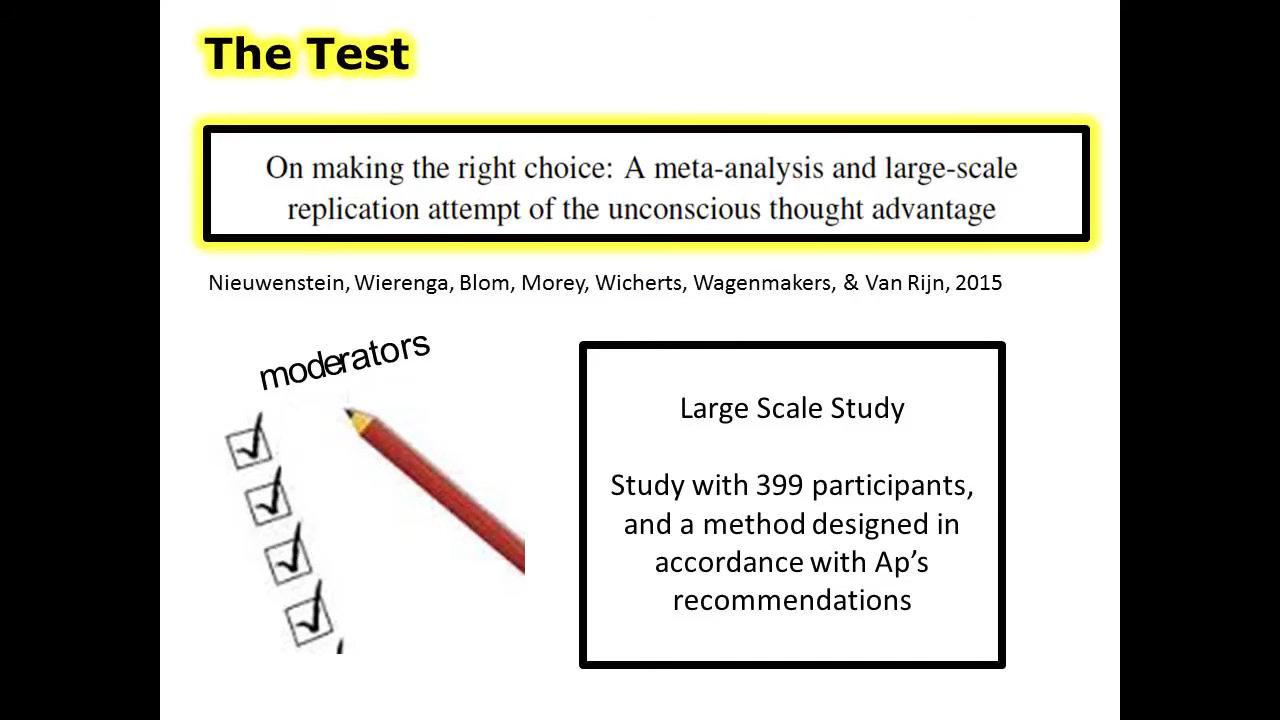 The Test
On making the right choice: A meta-analysis and large-scale
replication attempt of the unconscious thought advantage
Nieuwenstein, Wierenga, Blom, Morey, Wicherts, Wagenmakers, & Van Rijn, 2015
moderators
Large Scale Study
Study with 399 participants,
and a method designed in
accordance with Ap's
recommendations